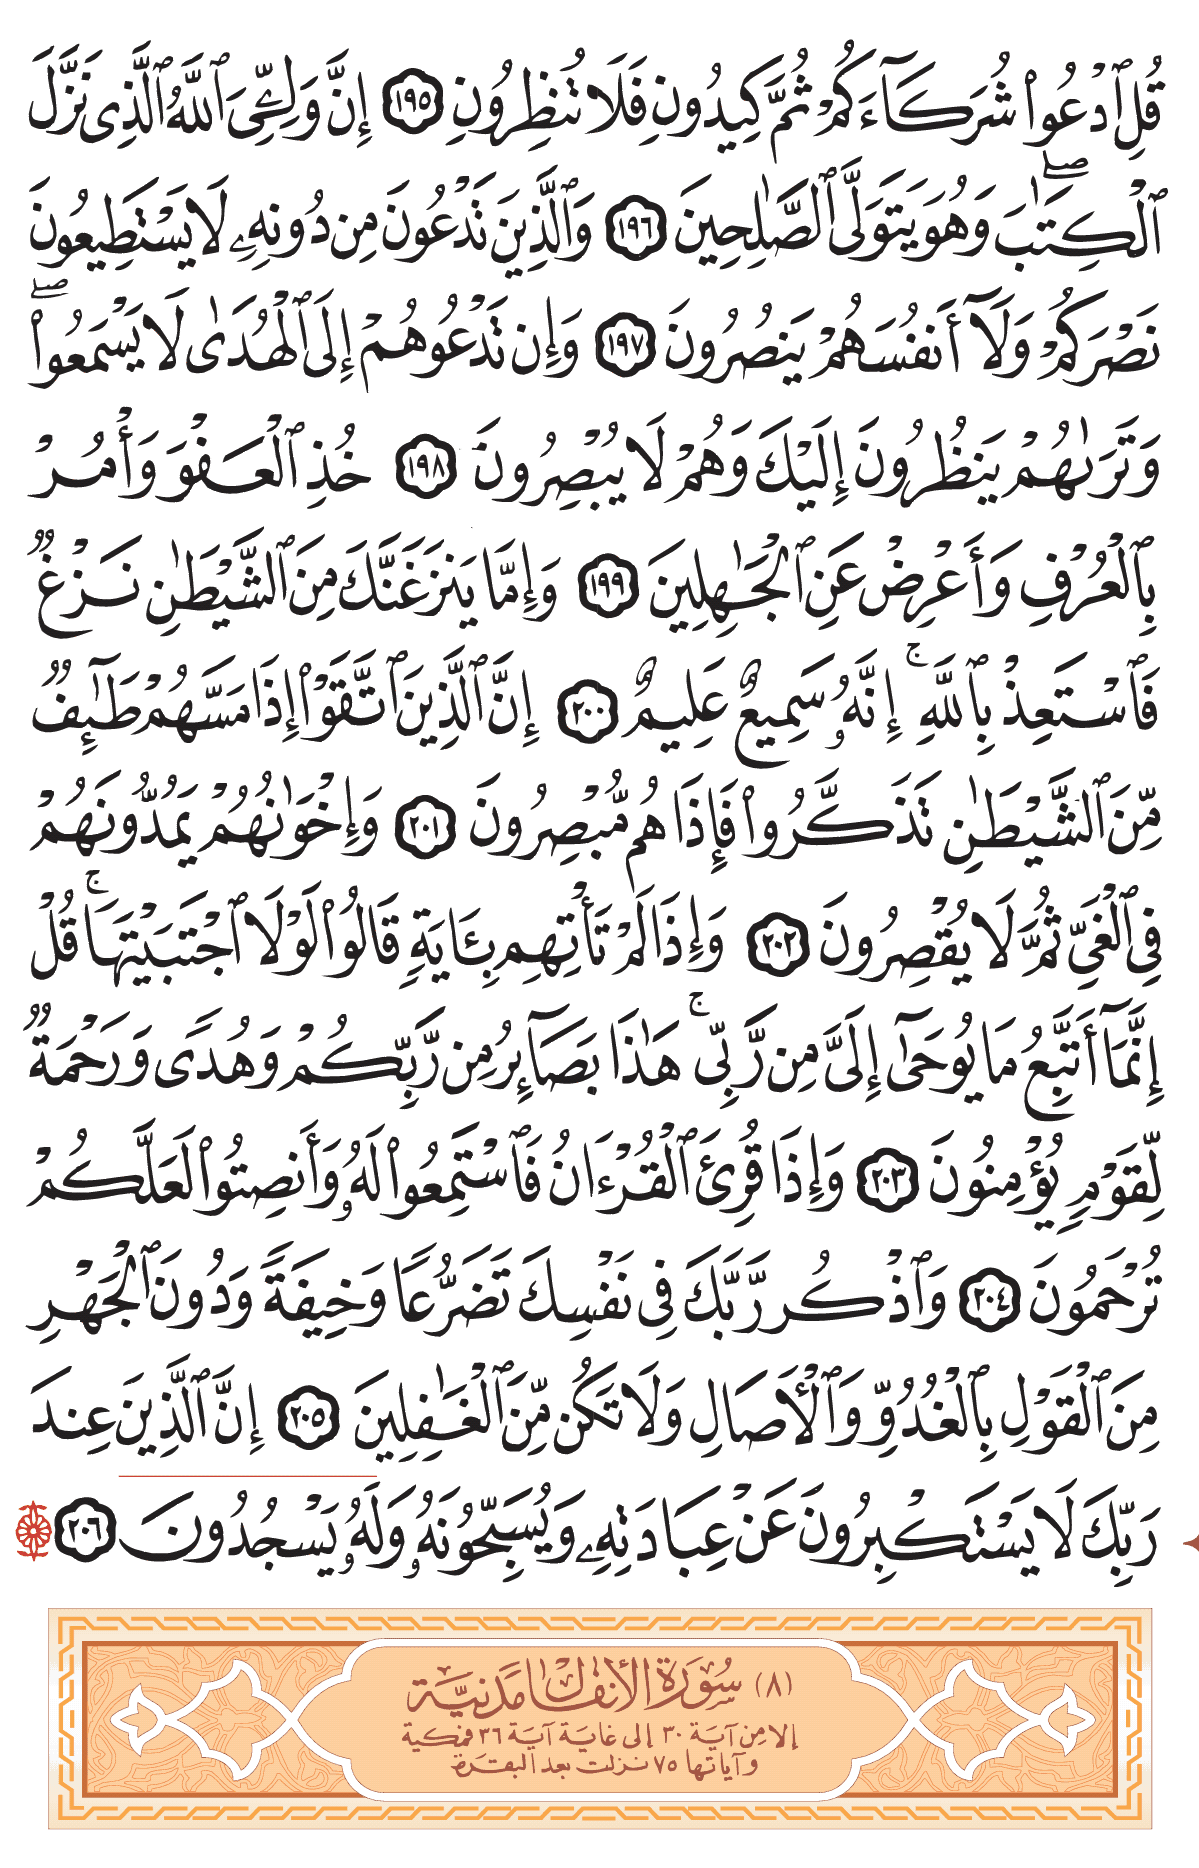 قُلِ ٱدْعُوا۟ شُرَكَآءَكُمْ ثُمَّ كِيدُونِ فَلَا تُنظِرُونِ ١٩٥ إِنَّ وَلِـِّۧىَ ٱللَّهُ ٱلَّذِى نَزَّلَ
ٱلْكِتَٰبَ ۖ وَهُوَ يَتَوَلَّى ٱلصَّٰلِحِينَ ١٩٦ وَٱلَّذِينَ تَدْعُونَ مِن دُونِهِۦ لَا يَسْتَطِيعُونَ
نَصْرَكُمْ وَلَآ أَنفُسَهُمْ يَنصُرُونَ ١٩٧ وَإِن تَدْعُوهُمْ إِلَى ٱلْهُدَىٰ لَا يَسْمَعُوا۟ ۖ
وَتَرَىٰهُمْ يَنظُرُونَ إِلَيْكَ وَهُمْ لَا يُبْصِرُونَ ١٩٨ خُذِ ٱلْعَفْوَ وَأْمُرْ
بِٱلْعُرْفِ وَأَعْرِضْ عَنِ ٱلْجَٰهِلِينَ ١٩٩ وَإِمَّا يَنزَغَنَّكَ مِنَ ٱلشَّيْطَٰنِ نَزْغٌ
فَٱسْتَعِذْ بِٱللَّهِ ۚ إِنَّهُۥ سَمِيعٌ عَلِيمٌ ٢٠٠ إِنَّ ٱلَّذِينَ ٱتَّقَوْا۟ إِذَا مَسَّهُمْ طَٰٓئِفٌ
مِّنَ ٱلشَّيْطَٰنِ تَذَكَّرُوا۟ فَإِذَا هُم مُّبْصِرُونَ ٢٠١ وَإِخْوَٰنُهُمْ يَمُدُّونَهُمْ
فِى ٱلْغَىِّ ثُمَّ لَا يُقْصِرُونَ ٢٠٢ وَإِذَا لَمْ تَأْتِهِم بِـَٔايَةٍ قَالُوا۟ لَوْلَا ٱجْتَبَيْتَهَا ۚ قُلْ
إِنَّمَآ أَتَّبِعُ مَا يُوحَىٰٓ إِلَىَّ مِن رَّبِّى ۚ هَٰذَا بَصَآئِرُ مِن رَّبِّكُمْ وَهُدًى وَرَحْمَةٌ
لِّقَوْمٍ يُؤْمِنُونَ ٢٠٣ وَإِذَا قُرِئَ ٱلْقُرْءَانُ فَٱسْتَمِعُوا۟ لَهُۥ وَأَنصِتُوا۟ لَعَلَّكُمْ
تُرْحَمُونَ ٢٠٤ وَٱذْكُر رَّبَّكَ فِى نَفْسِكَ تَضَرُّعًا وَخِيفَةً وَدُونَ ٱلْجَهْرِ
مِنَ ٱلْقَوْلِ بِٱلْغُدُوِّ وَٱلْءَاصَالِ وَلَا تَكُن مِّنَ ٱلْغَٰفِلِينَ ٢٠٥ إِنَّ ٱلَّذِينَ عِندَ
رَبِّكَ لَا يَسْتَكْبِرُونَ عَنْ عِبَادَتِهِۦ وَيُسَبِّحُونَهُۥ وَلَهُۥ يَسْجُدُونَ ٢٠٦
(٨) سُورَة الأنفال مَدَنيَّة
إلا من آية ٣٠ إلى غاية آية ٣٦ فمكية
وآياتها ٧٥ نزلت بعد البقرة